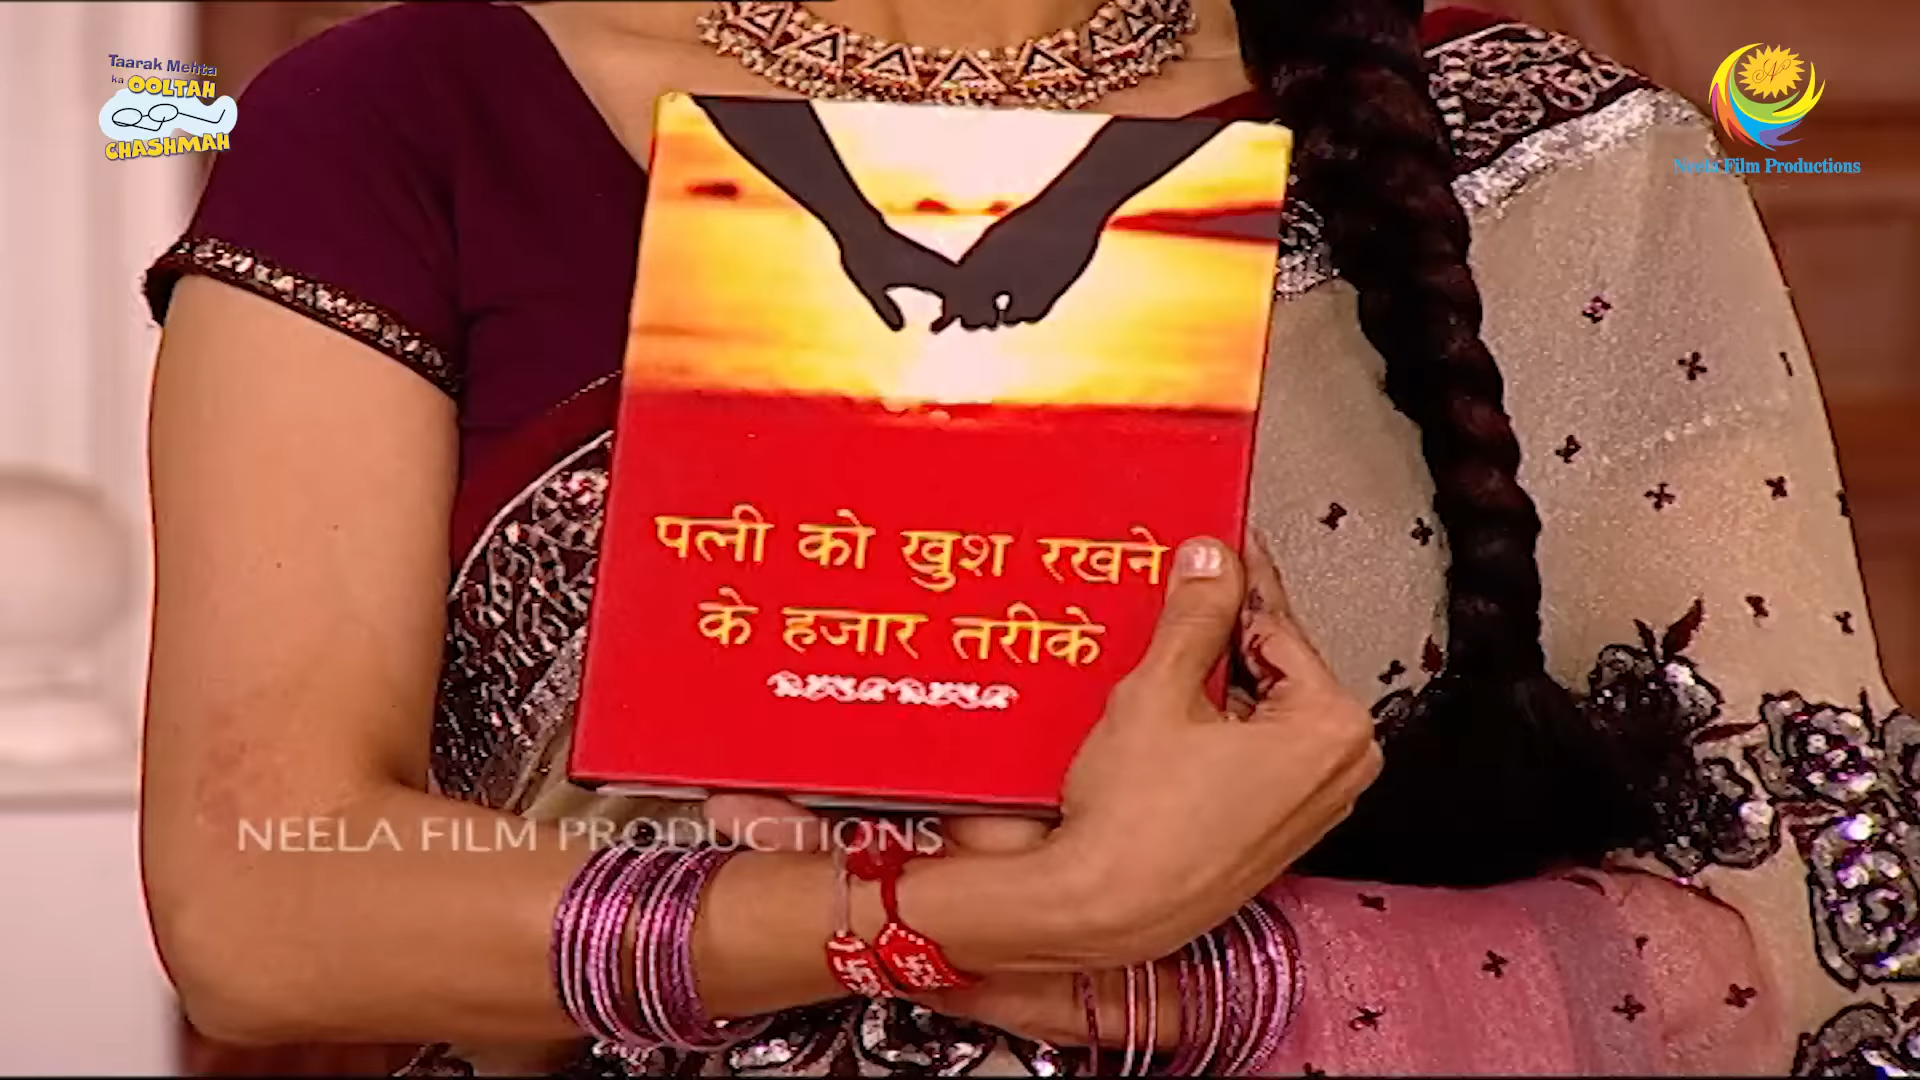 Taarak Mehta
ka OOLTAH
CHASHMAH
Neela Film Productions
पत्नी को खुश रखने
के हजार तरीके
NEELA FILM PRODUCTIONS